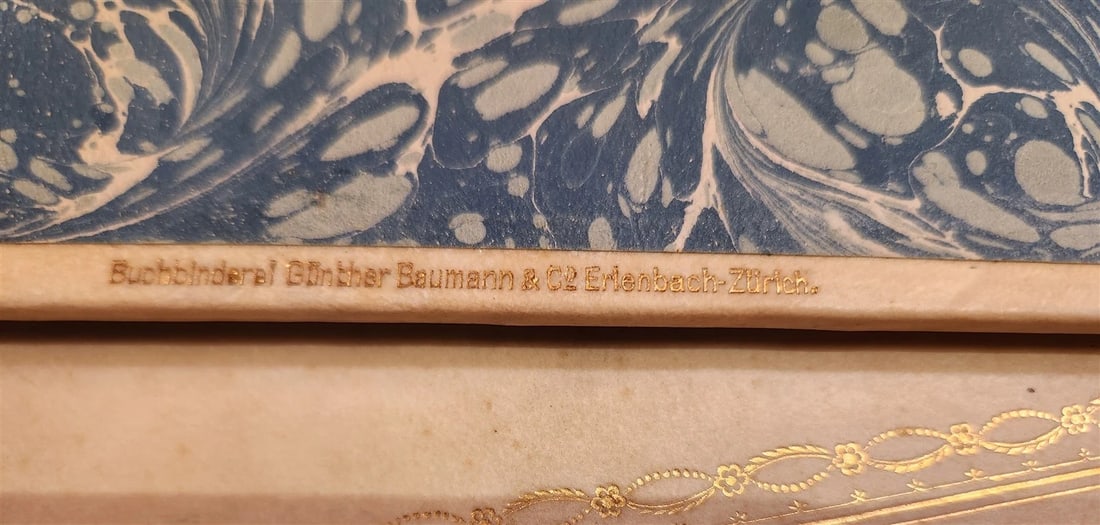 Buchbinderei Günther Baumann & Co Erlenbach-Zürich.